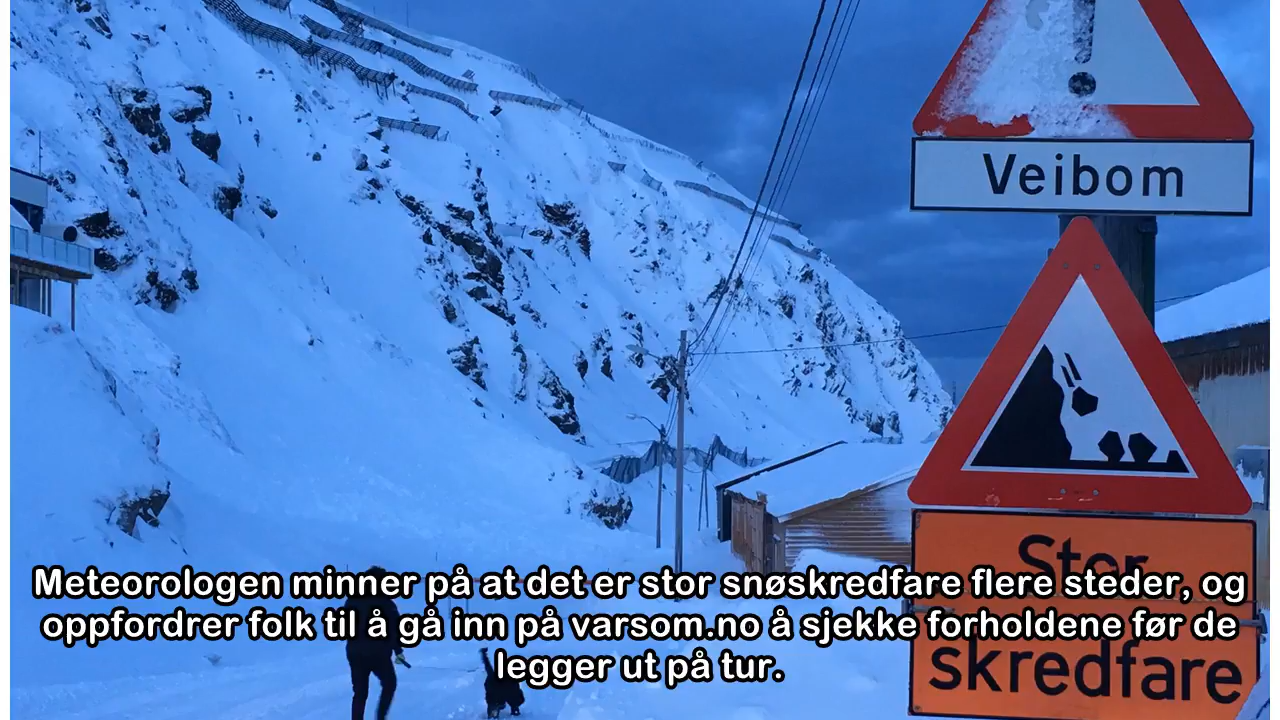 Veibom
Stor
skredfare
Meteorologen minner på at det er stor snøskredfare flere steder, og
oppfordrer folk til å gå inn på varsom.no å sjekke forholdene før de
legger ut på tur.